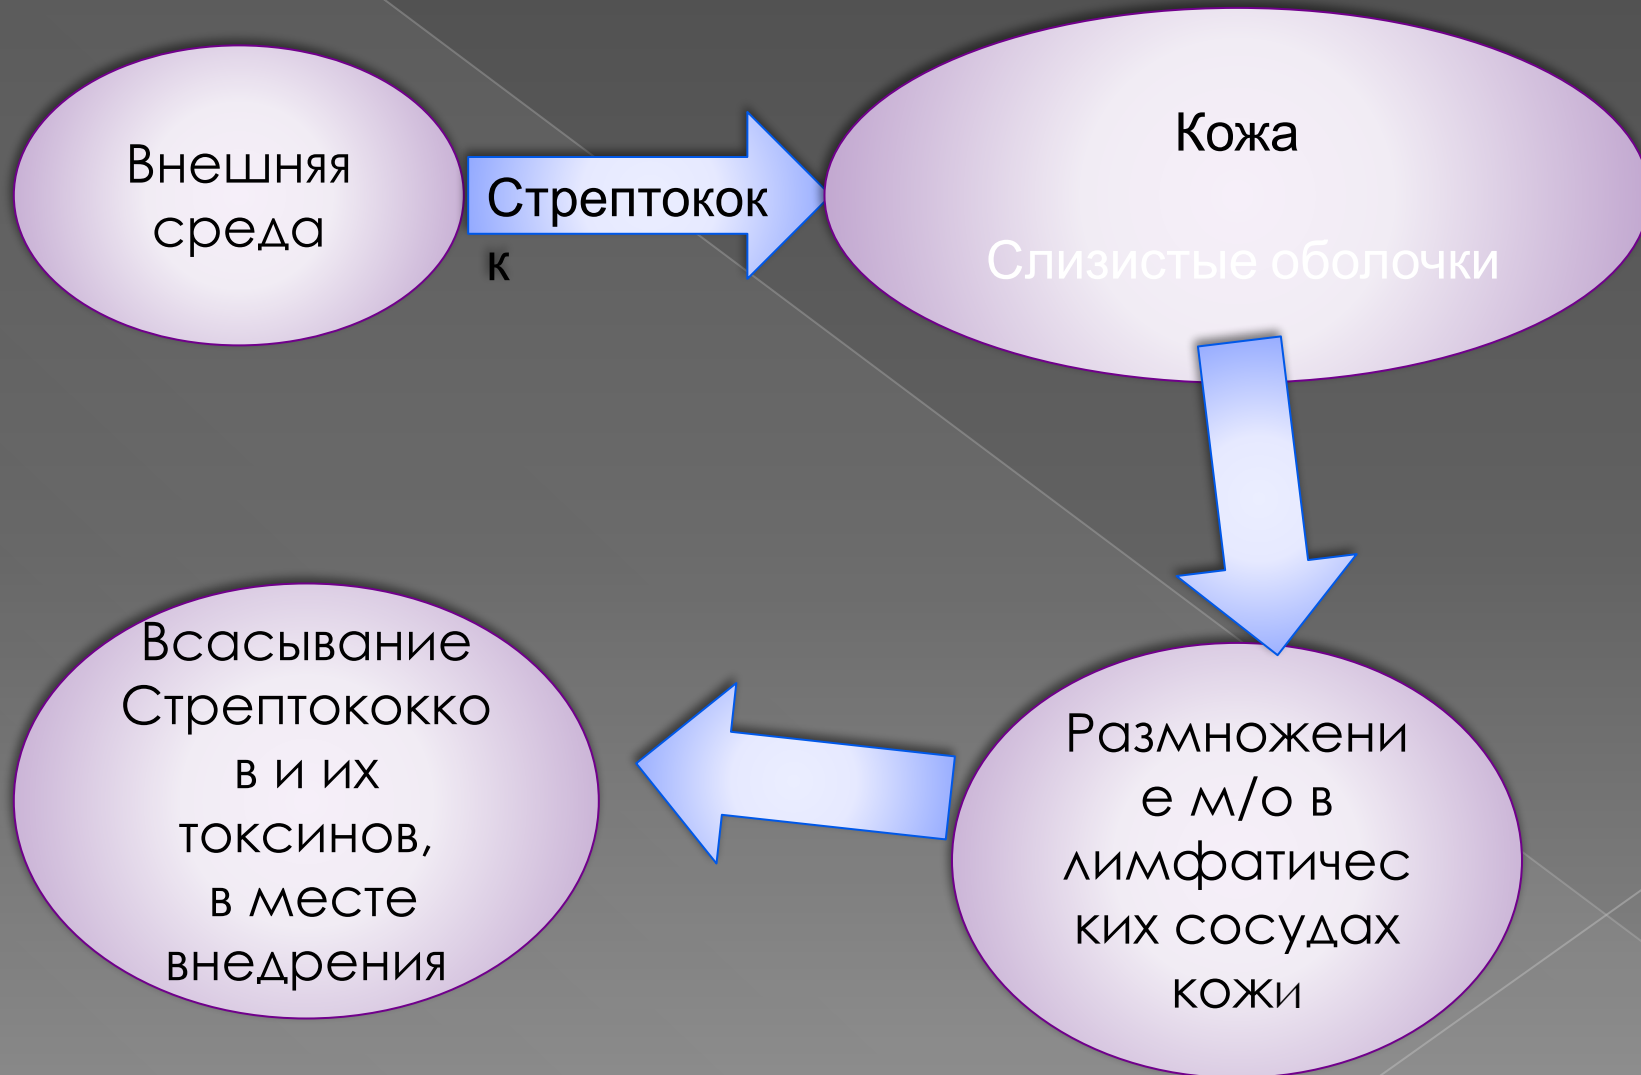 Внешняя
среда
Стрептокок
к
Кожа
Слизистые оболочки
Размножени
е м/о в
лимфатичес
ких сосудах
кожи
Всасывание
Стрептококко
в и их
токсинов,
в месте
внедрения